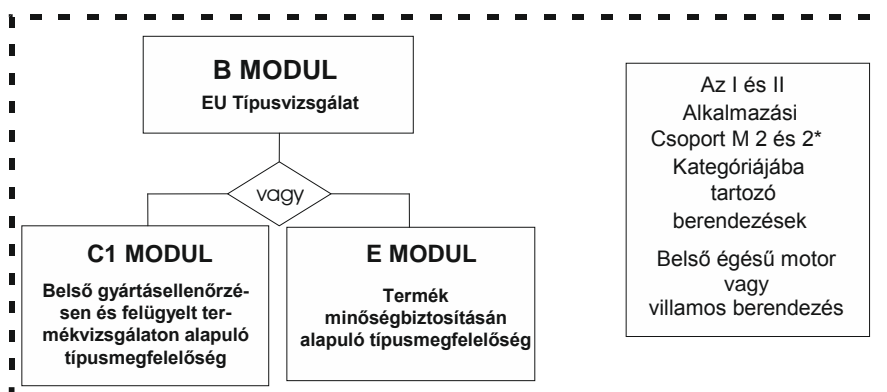 B MODUL
EU Típusvizsgálat
vagy
C1 MODUL
Belső gyártásellenőrzé-
sen és felügyelt ter-
mékvizsgálaton alapuló
típusmegfelelőség
E MODUL
Termék
minőségbiztosításán
alapuló típusmegfelelőség
Az I és II
Alkalmazási
Csoport M 2 és 2*
Kategóriájába
tartozó
berendezések
Belső égésű motor
vagy
villamos berendezés